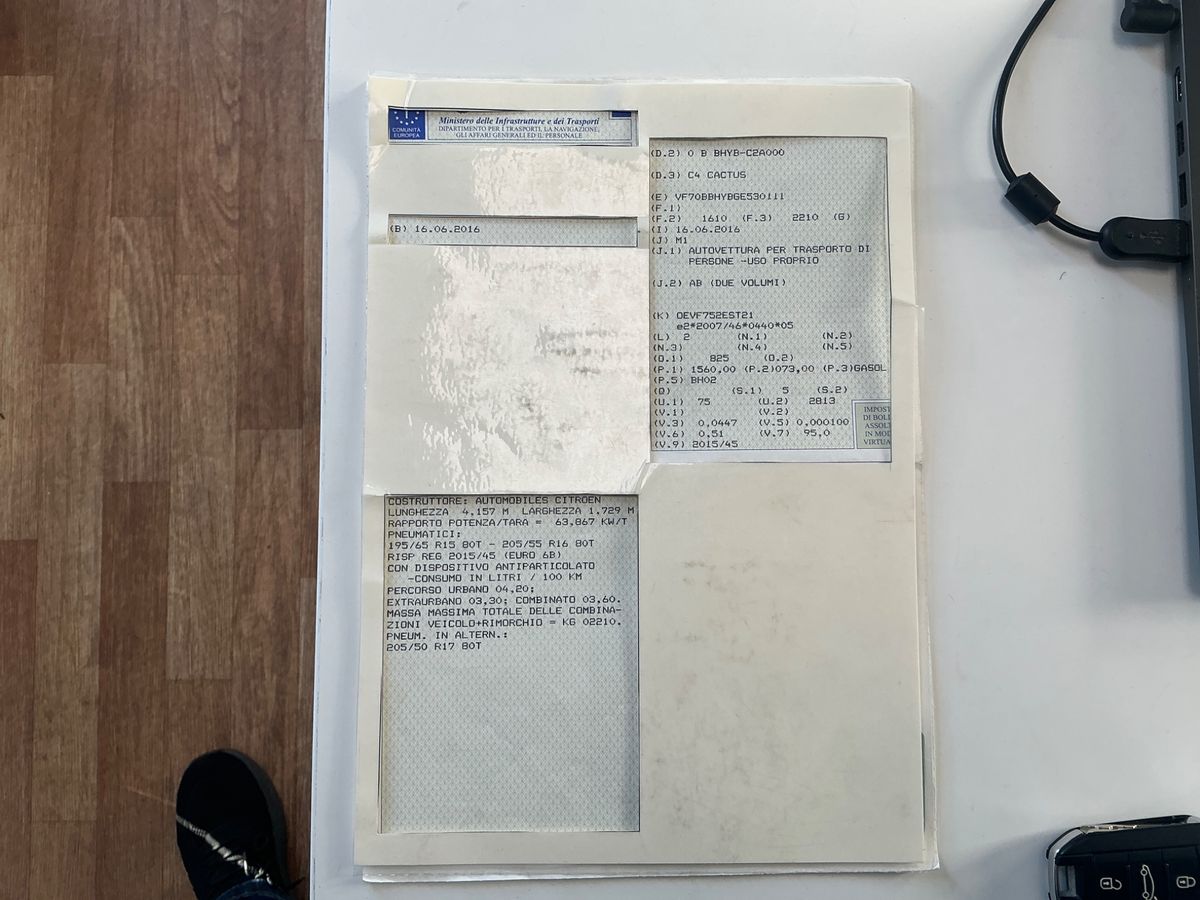 COMUNITÀ
EUROPEA
Ministero delle Infrastrutture e dei Trasporti
DIPARTIMENTO PER I TRASPORTI, LA NAVIGAZIONE,
GLI AFFARI GENERALI ED IL PERSONALE
(B) 16.06.2016
(D.2) 0 B BHYB-C2A000
(D.3) C4 CACTUS
(E) VF70BBHYBGE530111
(F.1)
(F.2) 1610 (F.3) 2210 (G)
(I) 16.06.2016
(J) M1
(J.1) AUTOVETTURA PER TRASPORTO DI
PERSONE -USO PROPRIO
(J.2) AB (DUE VOLUMI)
(K) OEVF752EST21
e2*2007/46*0440*05
(L) 2 (N.1) (N.2)
(N.3) (N.4) (N.5)
(O.1) 825 (O.2)
(P.1) 1560,00 (P.2)073,00 (P.3)GASOL
(P.5) BH02
(Q) (S.1) 5 (S.2)
(U.1) 75 (U.2) 2813
(V.1) (V.2)
(V.3) 0,0447 (V.5) 0,000100
(V.6) 0,51 (V.7) 95,0
(V.9) 2015/45
IMPOST
DI BOLL
ASSOL
IN MOD
VIRTUA
COSTRUTTORE: AUTOMOBILES CITROEN
LUNGHEZZA 4,157 M LARGHEZZA 1,729 M
RAPPORTO POTENZA/TARA = 63,867 KW/T
PNEUMATICI:
195/65 R15 80T - 205/55 R16 80T
RISP REG 2015/45 (EURO 6B)
CON DISPOSITIVO ANTIPARTICOLATO
-CONSUMO IN LITRI / 100 KM
PERCORSO URBANO 04,20;
EXTRAURBANO 03,30; COMBINATO 03,60.
MASSA MASSIMA TOTALE DELLE COMBINA-
ZIONI VEICOLO+RIMORCHIO = KG 02210.
PNEUM. IN ALTERN.:
205/50 R17 80T